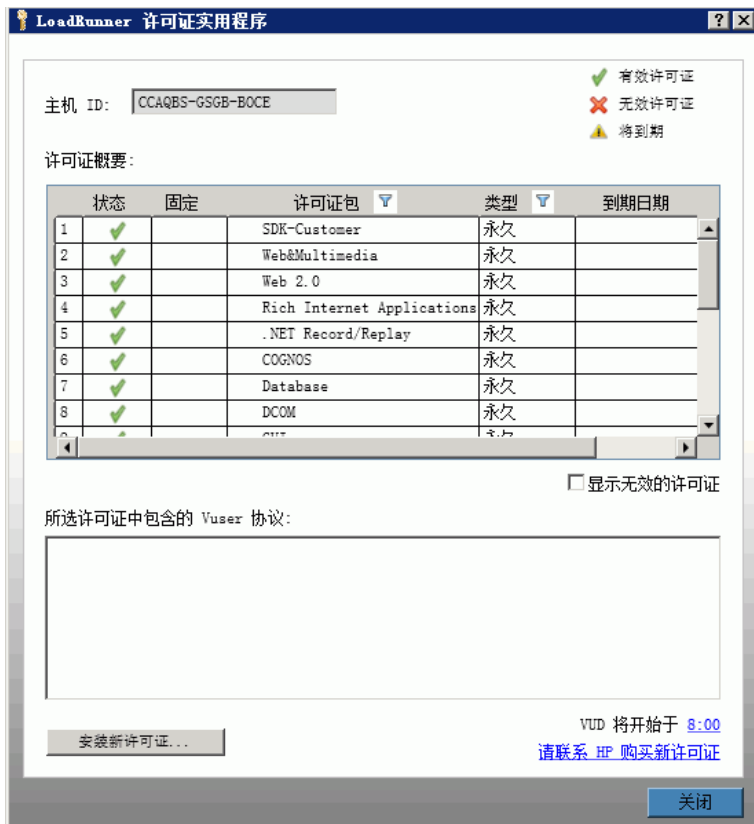 LoadRunner 许可证实用程序
有效许可证
主机 ID: CCAQBS-GSGB-BOCE
无效许可证
将到期
许可证概要:
状态 固定 许可证包 类型 到期日期
1 SDK-Customer 永久
2 Web&Multimedia 永久
3 Web 2.0 永久
4 Rich Internet Applications 永久
5 .NET Record/Replay 永久
6 COGNOS 永久
7 Database 永久
8 DCOM 永久
显示无效的许可证
所选许可证中包含的 Vuser 协议:
VUD 将开始于 8:00
安装新许可证...
请联系 HP 购买新许可证
关闭